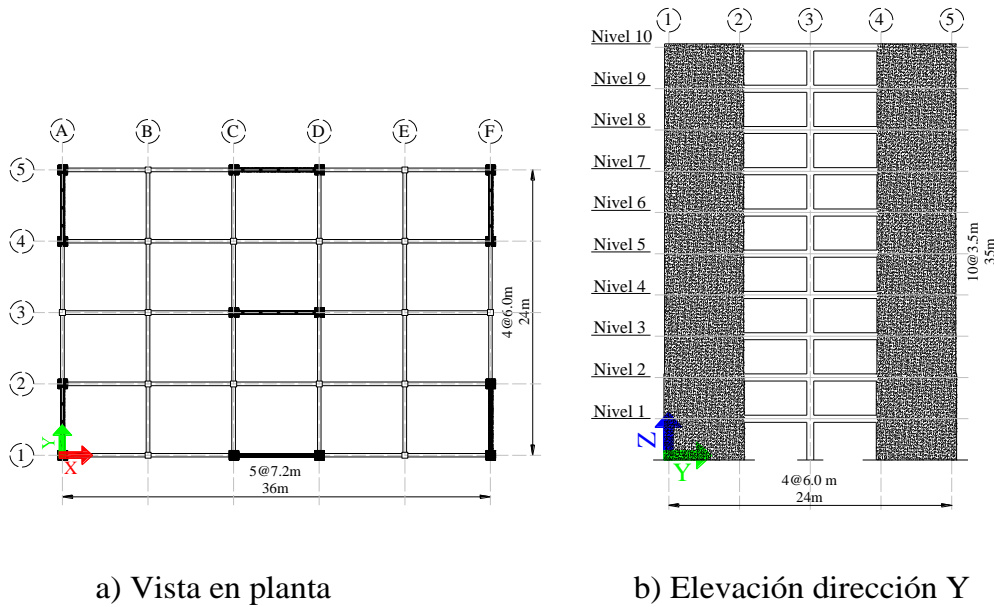 A B C D E F
5
4
3
2
1
Y
X
5@7.2m
36m
4@6.0m
24m
a) Vista en planta
1 2 3 4 5
Nivel 10
Nivel 9
Nivel 8
Nivel 7
Nivel 6
Nivel 5
Nivel 4
Nivel 3
Nivel 2
Nivel 1
Z
Y
10@3.5m
35m
4@6.0 m
24m
b) Elevación dirección Y